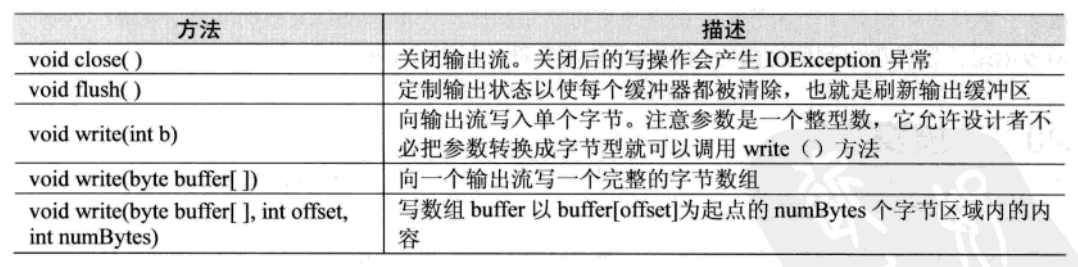 方法 描述
void close( ) 关闭输出流。关闭后的写操作会产生 IOException 异常
void flush( ) 定制输出状态以使每个缓冲器都被清除，也就是刷新输出缓冲区
void write(int b) 向输出流写入单个字节。注意参数是一个整型数，它允许设计者不
必把参数转换成字节型就可以调用 write（）方法
void write(byte buffer[ ]) 向一个输出流写一个完整的字节数组
void write(byte buffer[ ], int offset, 写数组 buffer 以 buffer[offset]为起点的 numBytes 个字节区域内的内
int numBytes) 容